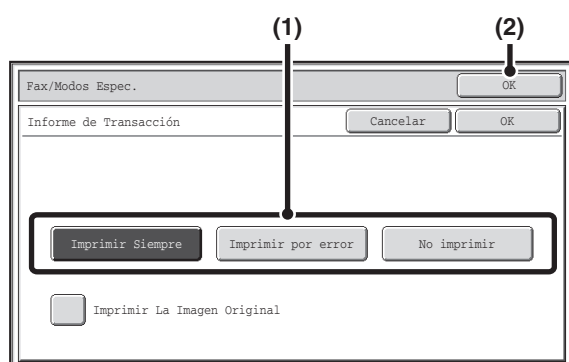 (1) (2)
Fax/Modos Espec. OK
Informe de Transacción Cancelar OK
Imprimir Siempre Imprimir por error No imprimir
Imprimir La Imagen Original